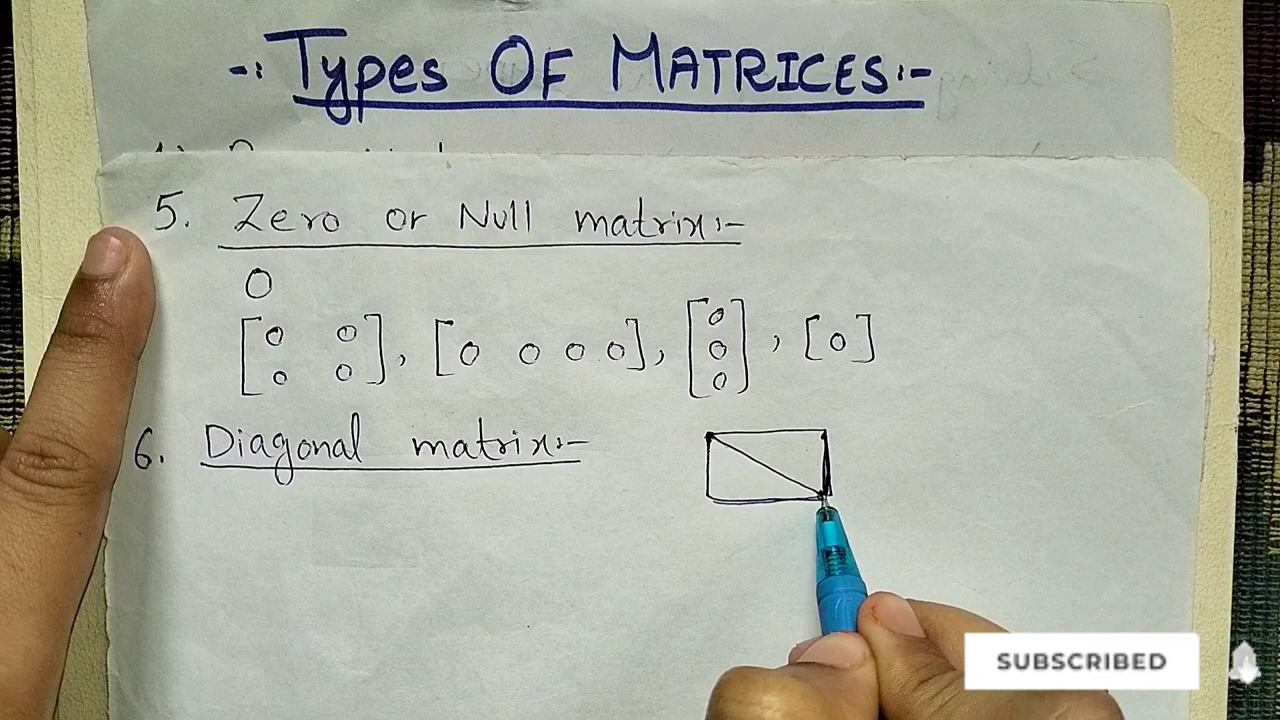 -: Types OF MATRICES:-
5. Zero or Null matrix:-
O
[0 0
0 0], [0 0 0 0], [0
0
0], [0]
6. Diagonal matrix:-
SUBSCRIBED